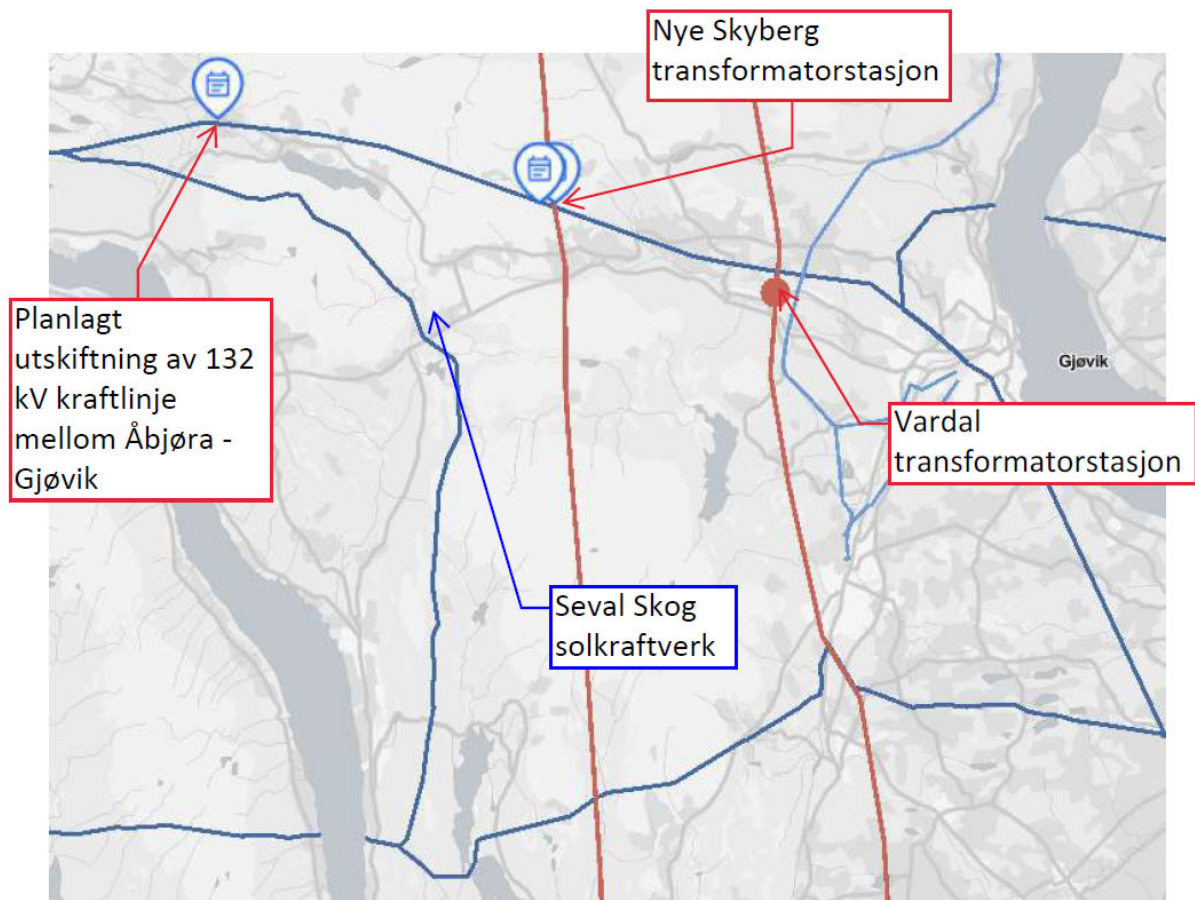 Nye Skyberg
transformatorstasjon
Planlagt
utskiftning av 132
kV kraftlinje
mellom Åbjøra -
Gjøvik
Gjøvik
Vardal
transformatorstasjon
Seval Skog
solkraftverk